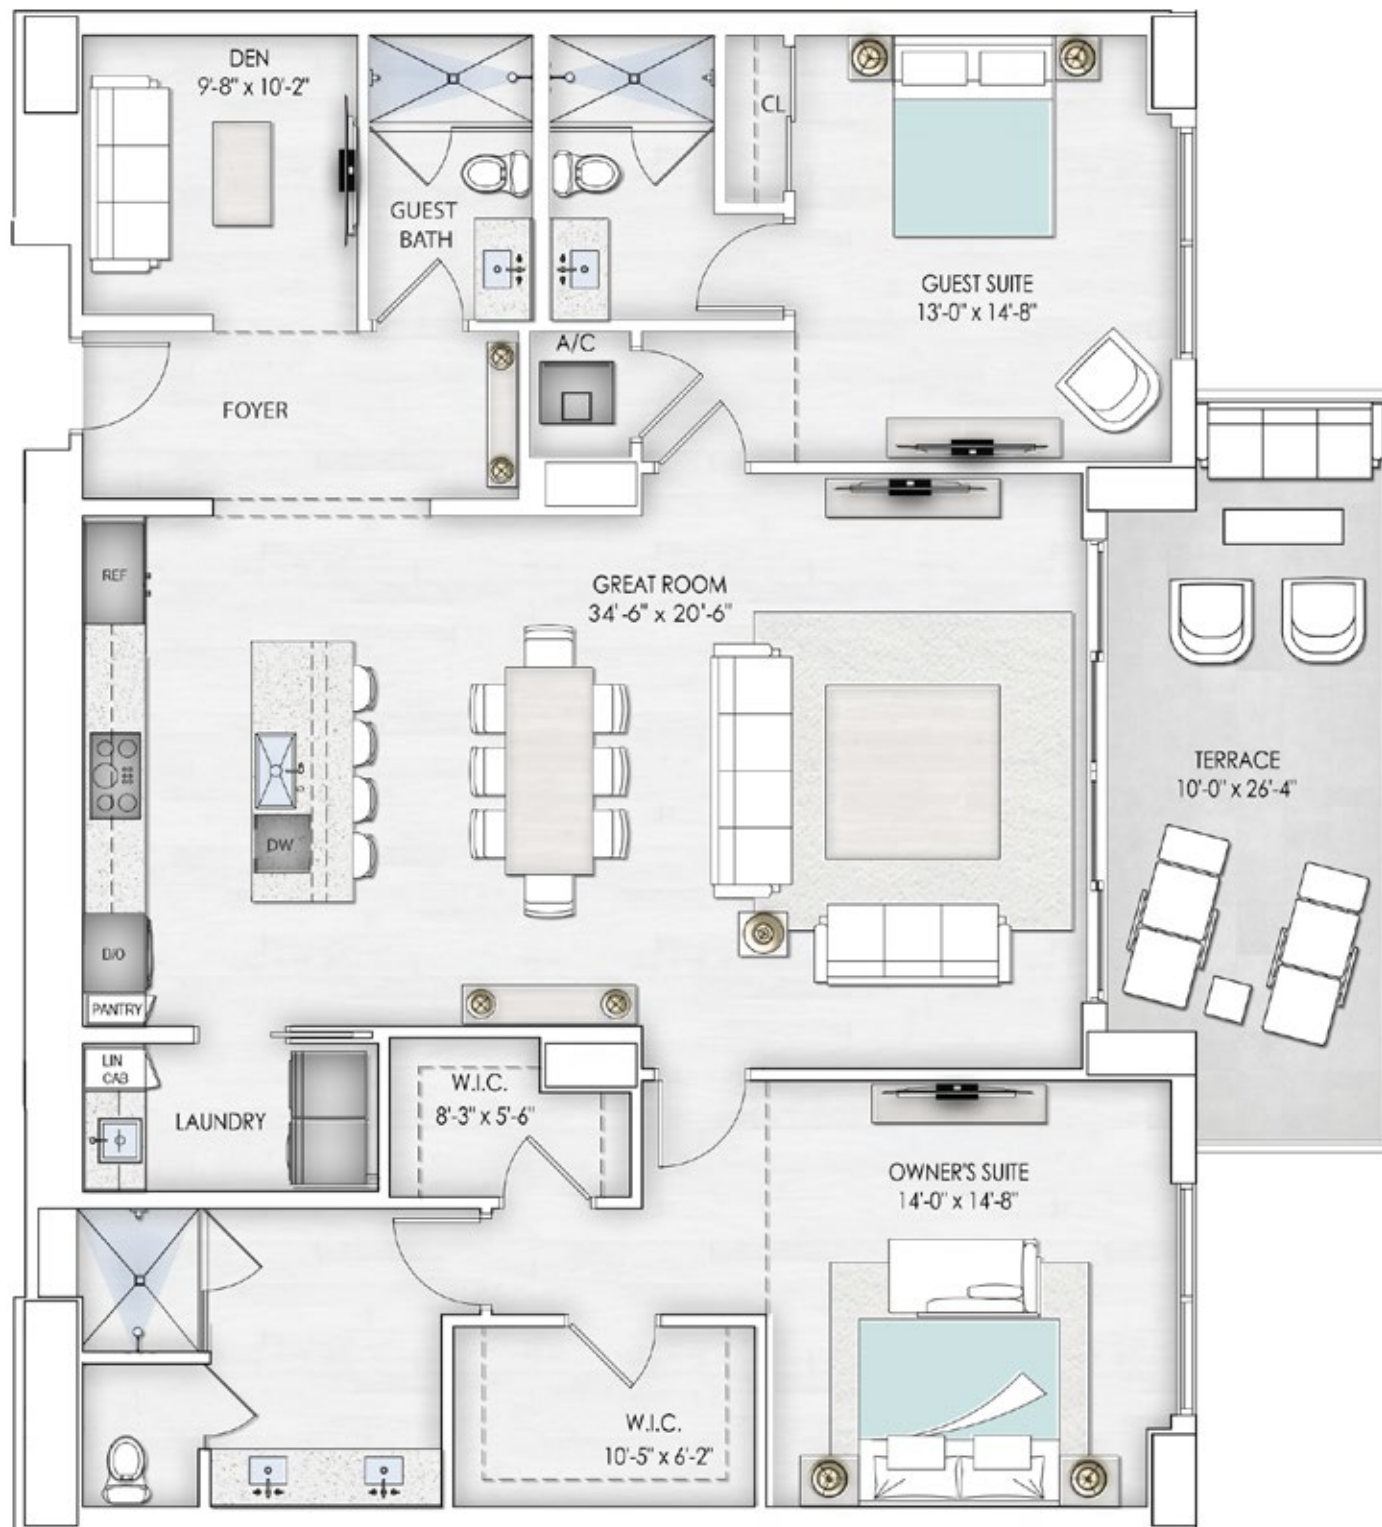 DEN
9'-8" x 10'-2"
CL
GUEST
BATH
GUEST SUITE
13'-0" x 14'-8"
A/C
FOYER
REF
GREAT ROOM
34'-6" x 20'-6"
TERRACE
10'-0" x 26'-4"
DW
D/O
PANTRY
LIN
CAB
W.I.C.
8'-3" x 5'-6"
LAUNDRY
OWNER'S SUITE
14'-0" x 14'-8"
W.I.C.
10'-5" x 6'-2"